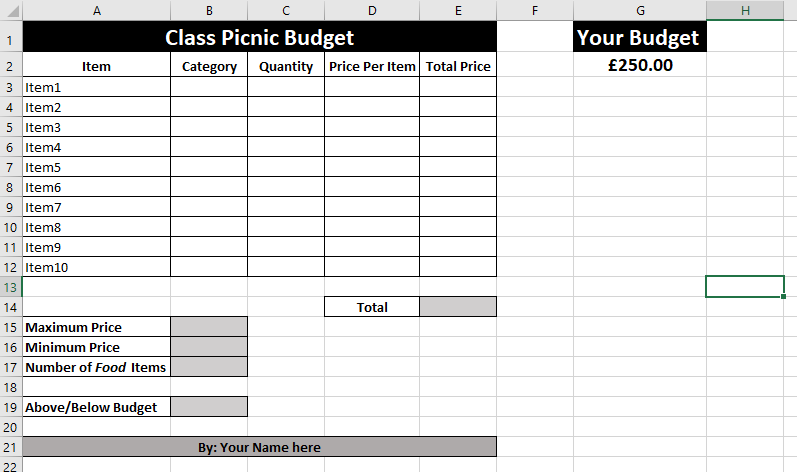 A B C D E F G H
1 Class Picnic Budget Your Budget
2 Item Category Quantity Price Per Item Total Price £250.00
3 Item1
4 Item2
5 Item3
6 Item4
7 Item5
8 Item6
9 Item7
10 Item8
11 Item9
12 Item10
13
14 Total
15 Maximum Price
16 Minimum Price
17 Number of Food Items
18
19 Above/Below Budget
20
21 By: Your Name here
22